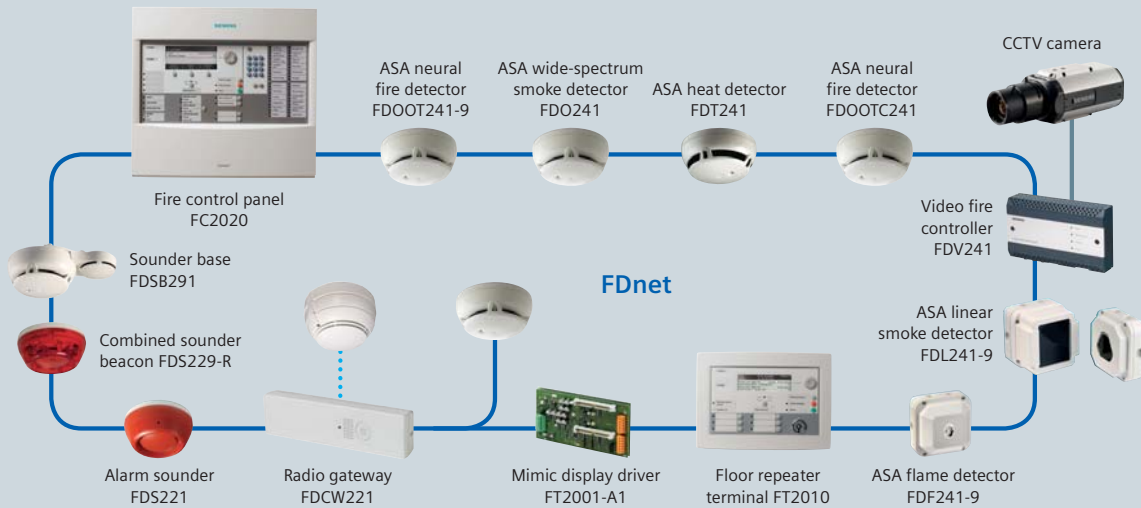 SIEMENS
CCTV camera
ASA neural
fire detector
FDOOT241-9
ASA wide-spectrum
smoke detector
FDO241
ASA heat detector
FDT241
ASA neural
fire detector
FDOOTC241
Fire control panel
FC2020
Video fire
controller
FDV241
Sounder base
FDSB291
FDnet
ASA linear
smoke detector
FDL241-9
Combined sounder
beacon FDS229-R
Alarm sounder
FDS221
Radio gateway
FDCW221
Mimic display driver
FT2001-A1
Floor repeater
terminal FT2010
ASA flame detector
FDF241-9